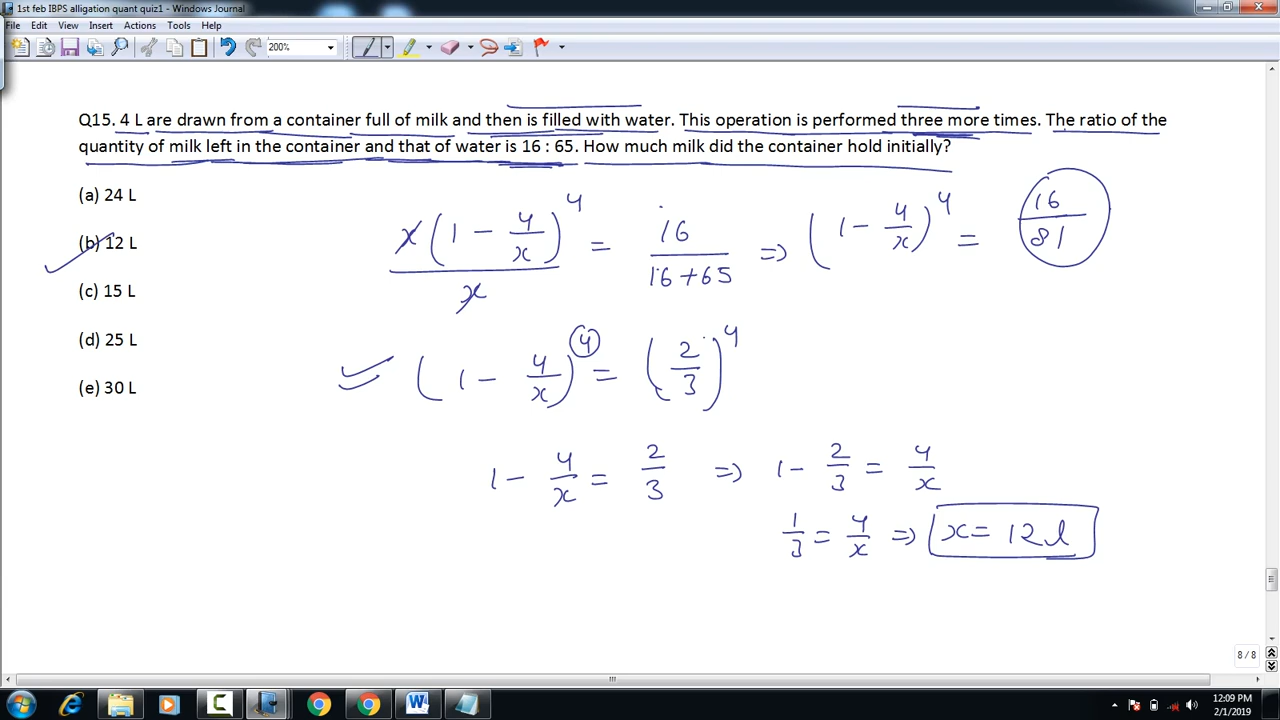 1st feb IBPS alligation quant quiz1 - Windows Journal
File Edit View Insert Actions Tools Help
200%
Q15. 4 L are drawn from a container full of milk and then is filled with water. This operation is performed three more times. The ratio of the
quantity of milk left in the container and that of water is 16 : 65. How much milk did the container hold initially?
(a) 24 L
(b) 12 L
(c) 15 L
(d) 25 L
(e) 30 L
x(1 - 4/x)^4 / x = 16/(16+65) => (1 - 4/x)^4 = 16/81
(1 - 4/x)^4 = (2/3)^4
1 - 4/x = 2/3 => 1 - 2/3 = 4/x
1/3 = 4/x => x = 12 l
8 / 8
12:09 PM
2/1/2019